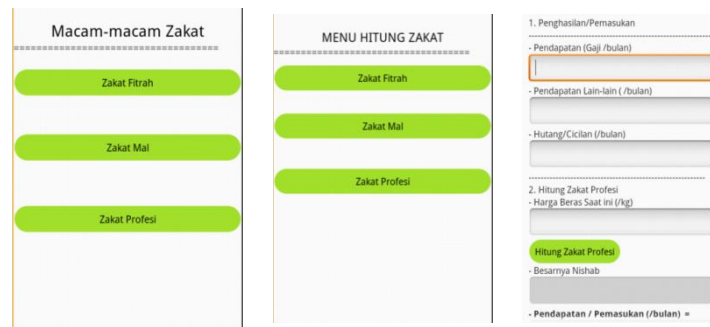 Macam-macam Zakat
===================================
Zakat Fitrah
Zakat Mal
Zakat Profesi
MENU HITUNG ZAKAT
===================================
Zakat Fitrah
Zakat Mal
Zakat Profesi
1. Penghasilan/Pemasukan
------------------------------------------------
- Pendapatan (Gaji /bulan)
- Pendapatan Lain-lain ( /bulan)
- Hutang/Cicilan (/bulan)
------------------------------------------------
2. Hitung Zakat Profesi
- Harga Beras Saat ini (/kg)
Hitung Zakat Profesi
- Besarnya Nishab
- Pendapatan / Pemasukan (/bulan) =